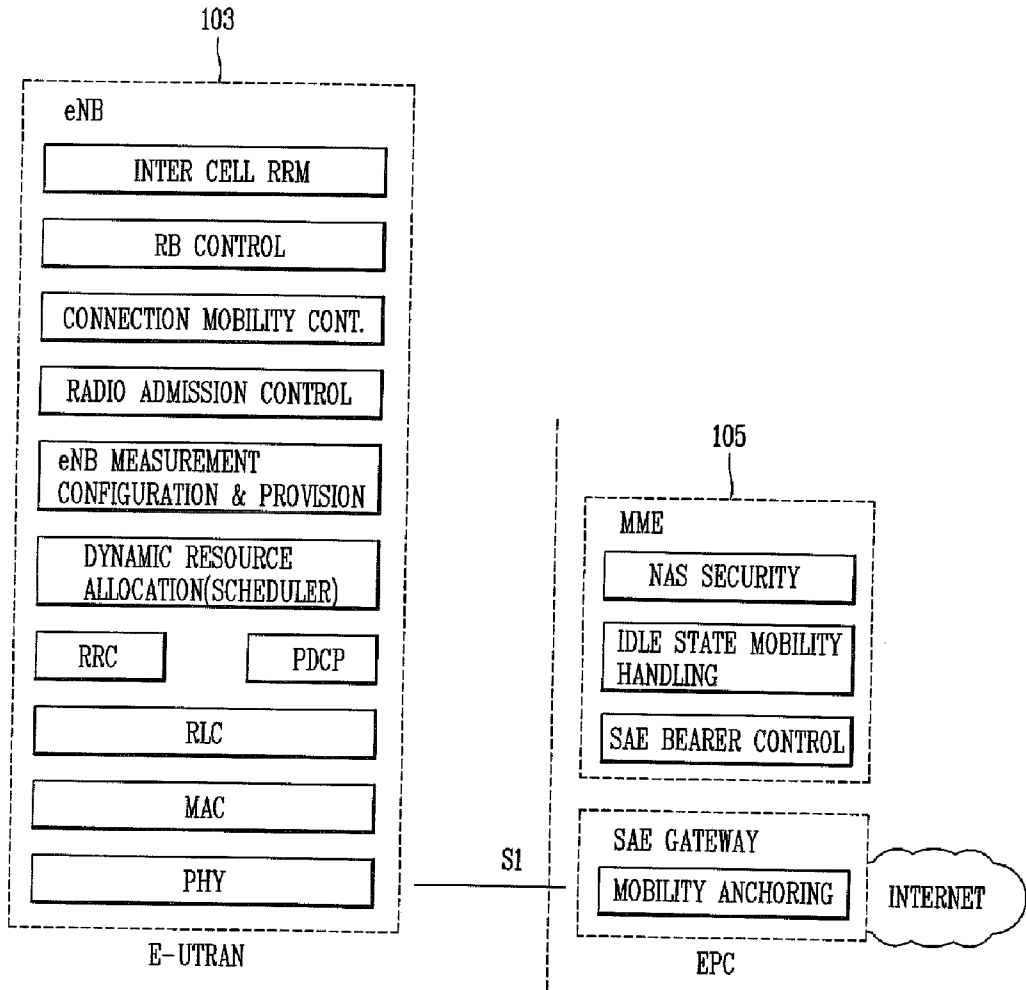 103
eNB
INTER CELL RRM
RB CONTROL
CONNECTION MOBILITY CONT.
RADIO ADMISSION CONTROL
eNB MEASUREMENT
CONFIGURATION & PROVISION
DYNAMIC RESOURCE
ALLOCATION(SCHEDULER)
RRC
PDCP
RLC
MAC
PHY
E-UTRAN
S1
105
MME
NAS SECURITY
IDLE STATE MOBILITY
HANDLING
SAE BEARER CONTROL
SAE GATEWAY
MOBILITY ANCHORING
EPC
INTERNET